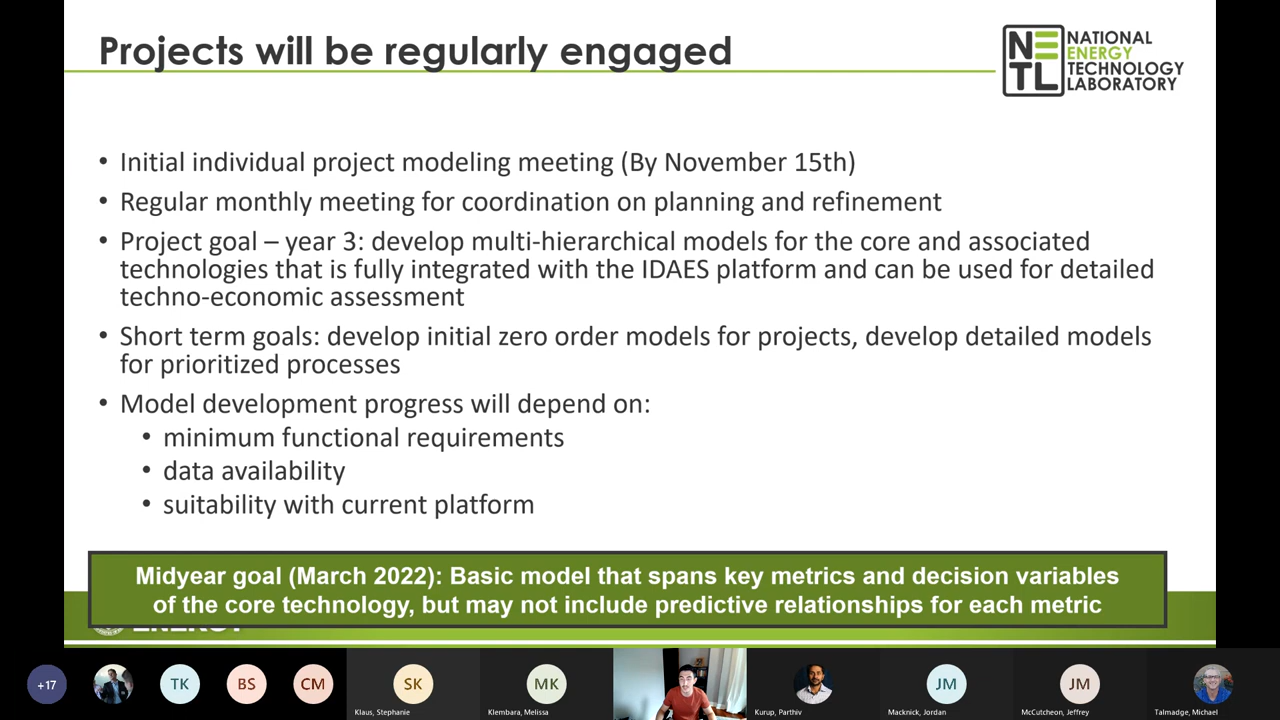 Projects will be regularly engaged
NATIONAL
ENERGY
TECHNOLOGY
LABORATORY
NETL
• Initial individual project modeling meeting (By November 15th)
• Regular monthly meeting for coordination on planning and refinement
• Project goal – year 3: develop multi-hierarchical models for the core and associated
technologies that is fully integrated with the IDAES platform and can be used for detailed
techno-economic assessment
• Short term goals: develop initial zero order models for projects, develop detailed models
for prioritized processes
• Model development progress will depend on:
• minimum functional requirements
• data availability
• suitability with current platform
Midyear goal (March 2022): Basic model that spans key metrics and decision variables
of the core technology, but may not include predictive relationships for each metric
+17
TK
BS
CM
SK
Klaus, Stephanie
MK
Klembara, Melissa
Kurup, Parthiv
JM
Macknick, Jordan
JM
McCutcheon, Jeffrey
Talmadge, Michael